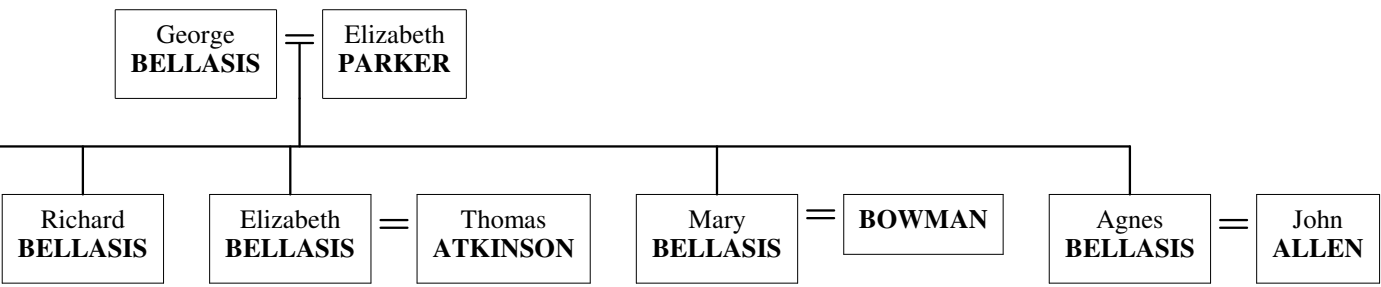 George
BELLASIS
Elizabeth
PARKER
Richard
BELLASIS
Elizabeth
BELLASIS
Thomas
ATKINSON
Mary
BELLASIS
BOWMAN
Agnes
BELLASIS
John
ALLEN